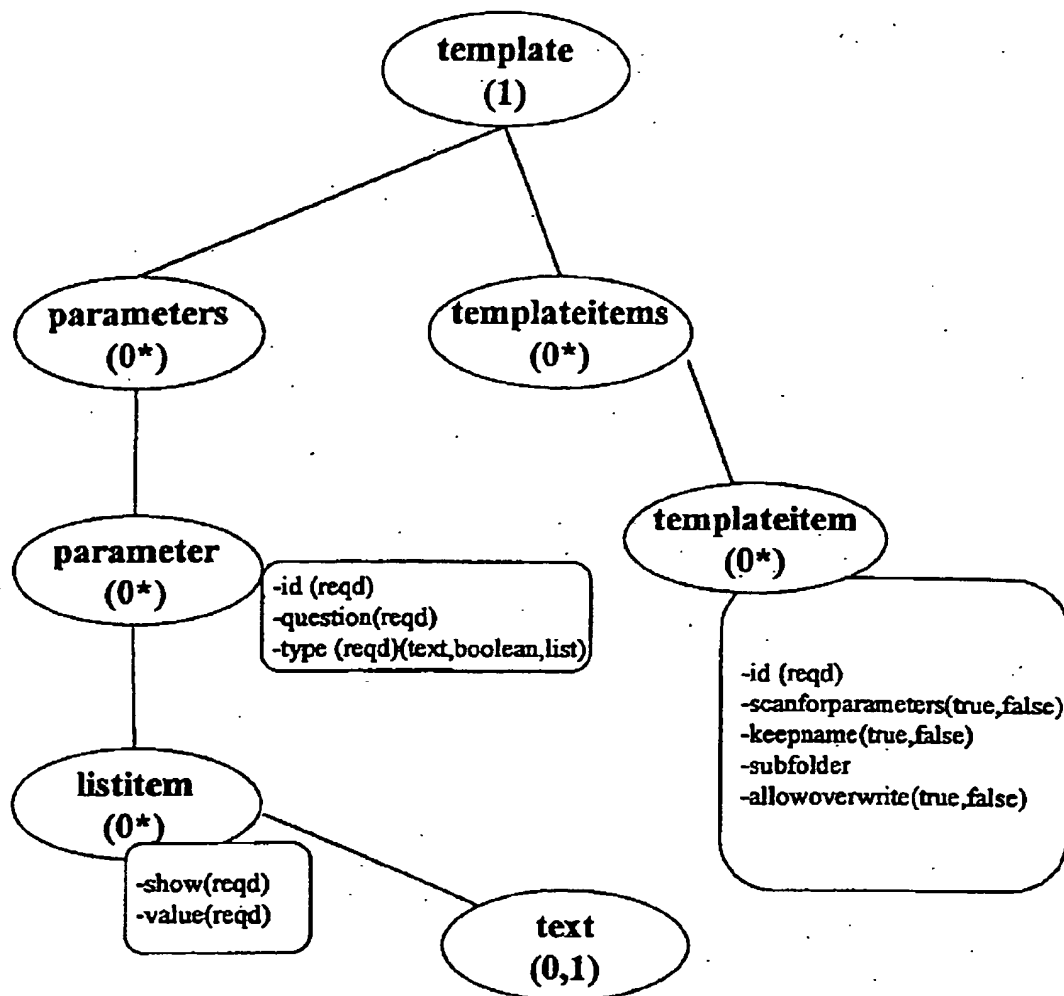 template
(1)
parameters
(0*)
templateitems
(0*)
parameter
(0*)
-id (reqd)
-question(reqd)
-type (reqd)(text,boolean,list)
templateitem
(0*)
-id (reqd)
-scanforparameters(true,false)
-keepname(true,false)
-subfolder
-allowoverwrite(true,false)
listitem
(0*)
-show(reqd)
-value(reqd)
text
(0,1)